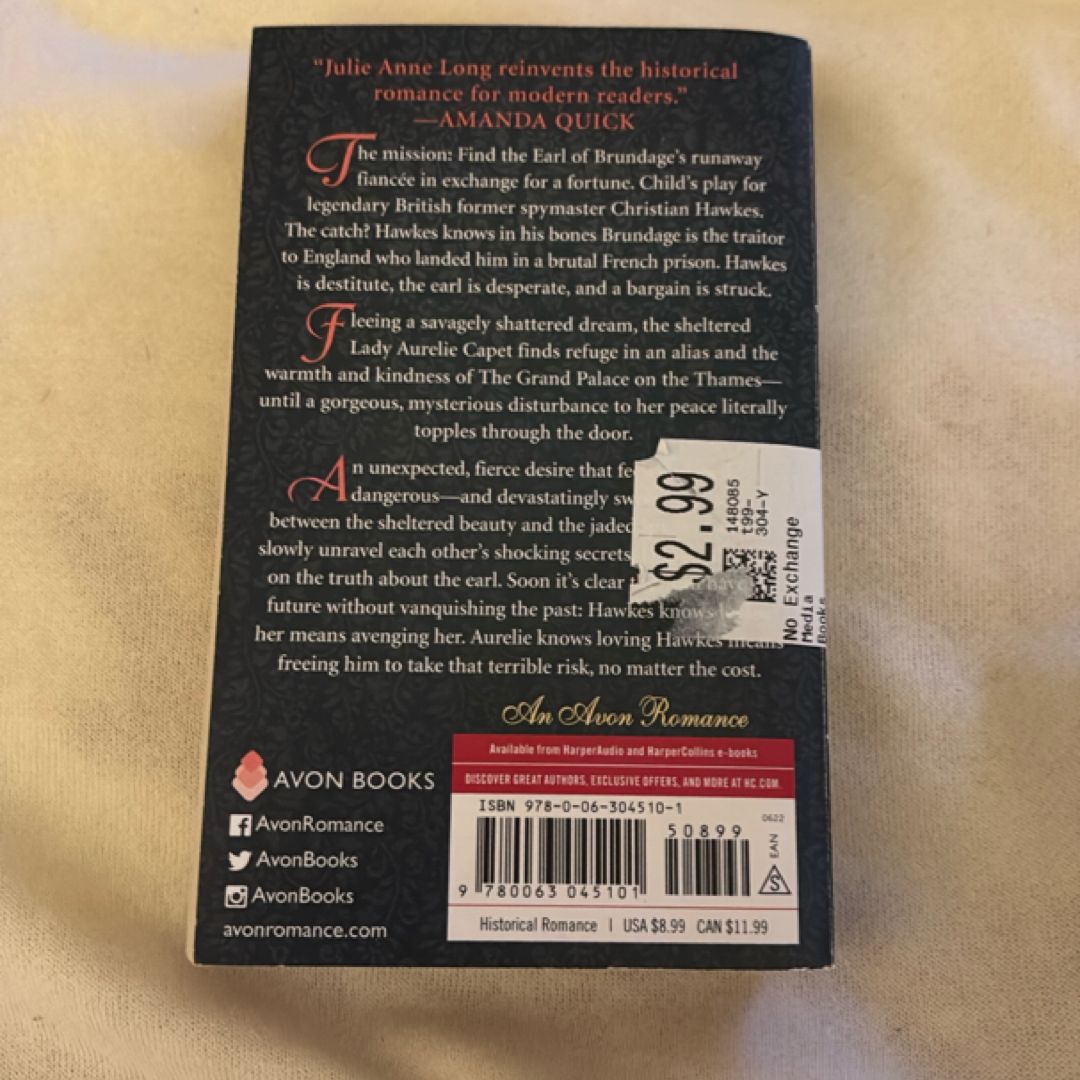 "Julie Anne Long reinvents the historical
romance for modern readers."
—AMANDA QUICK
The mission: Find the Earl of Brundage's runaway
fiancée in exchange for a fortune. Child's play for
legendary British former spymaster Christian Hawkes.
The catch? Hawkes knows in his bones Brundage is the traitor
to England who landed him in a brutal French prison. Hawkes
is destitute, the earl is desperate, and a bargain is struck.
Fleeing a savagely shattered dream, the sheltered
Lady Aurelie Capet finds refuge in an alias and the
warmth and kindness of The Grand Palace on the Thames—
until a gorgeous, mysterious disturbance to her peace literally
topples through the door.
An unexpected, fierce desire that
dangerous—and devastatingly
between the sheltered beauty and the
slowly unravel each other's shocking secrets
on the truth about the earl. Soon it's clear have
future without vanquishing the past: Hawkes knows
her means avenging her. Aurelie knows loving Hawkes means
freeing him to take that terrible risk, no matter the cost.
$2.99
148085
t99-
304-Y
No Exchange
Media
Books
An Avon Romance
Available from HarperAudio and HarperCollins e-books
DISCOVER GREAT AUTHORS, EXCLUSIVE OFFERS, AND MORE AT HC.COM.
AVON BOOKS
AvonRomance
AvonBooks
AvonBooks
avonromance.com
ISBN 978-0-06-304510-1
50899
0622
EAN
S
9 780063 045101
Historical Romance | USA $8.99 CAN $11.99